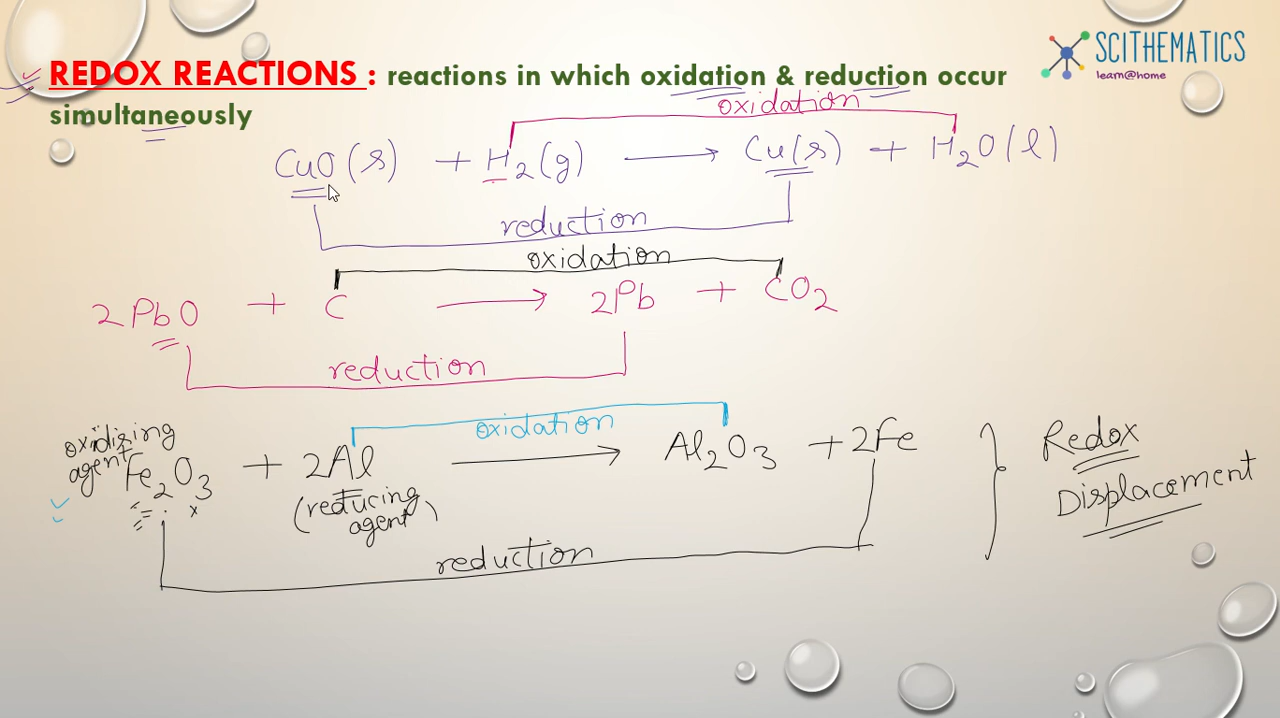 REDOX REACTIONS : reactions in which oxidation & reduction occur
simultaneously
SCITHEMATICS
learn@home
oxidation
CuO(s) + H₂(g) → Cu(s) + H₂O(l)
reduction
oxidation
2PbO + C → 2Pb + CO₂
reduction
oxidizing
agent
oxidation
Fe₂O₃ + 2Al → Al₂O₃ + 2Fe
(reducing
agent)
reduction
Redox
Displacement